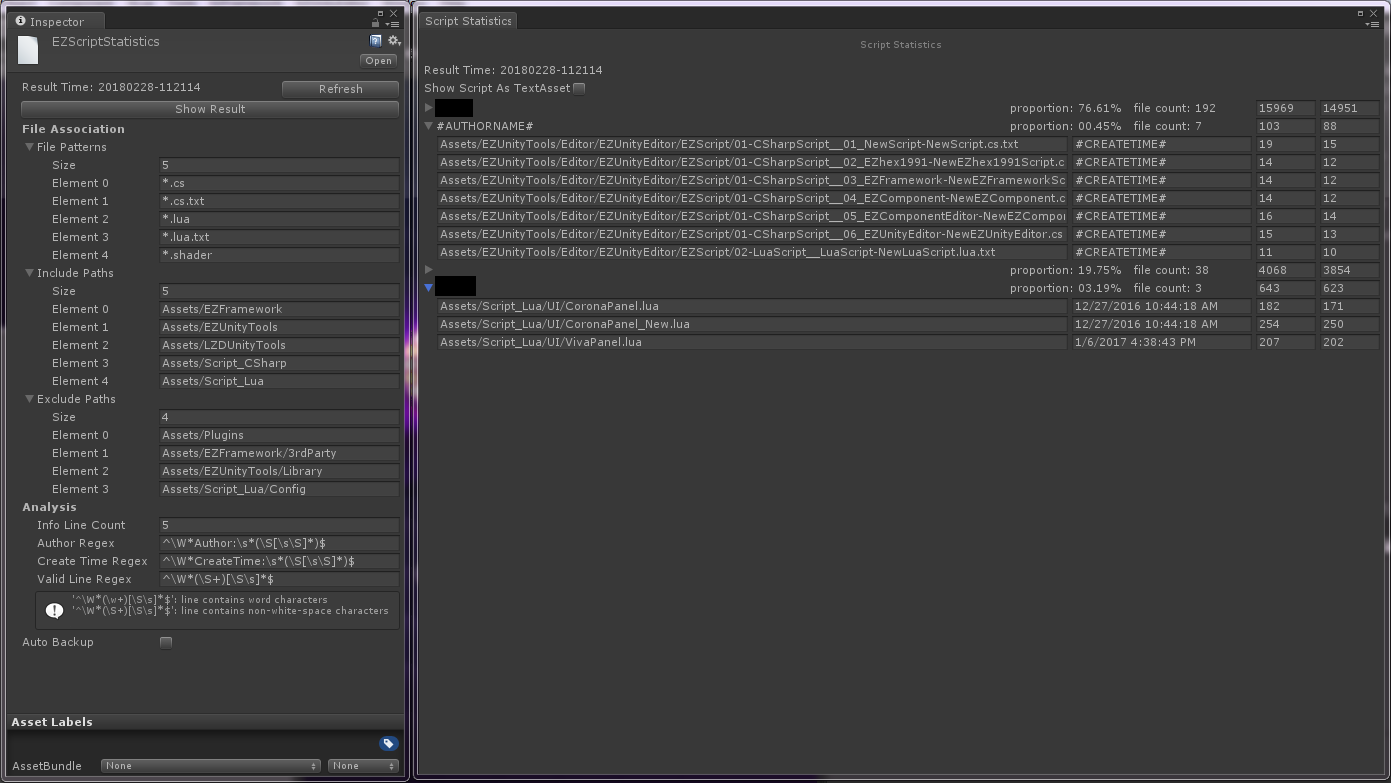 Inspector
EZScriptStatistics
Open
Result Time: 20180228-112114
Refresh
Show Result
File Association
File Patterns
Size 5
Element 0 *.cs
Element 1 *.cs.txt
Element 2 *.lua
Element 3 *.lua.txt
Element 4 *.shader
Include Paths
Size 5
Element 0 Assets/EZFramework
Element 1 Assets/EZUnityTools
Element 2 Assets/LZDUnityTools
Element 3 Assets/Script_CSharp
Element 4 Assets/Script_Lua
Exclude Paths
Size 4
Element 0 Assets/Plugins
Element 1 Assets/EZFramework/3rdParty
Element 2 Assets/EZUnityTools/Library
Element 3 Assets/Script_Lua/Config
Analysis
Info Line Count 5
Author Regex ^\W*Author:\s*(\S[\s\S]*)$
Create Time Regex ^\W*CreateTime:\s*(\S[\s\S]*)$
Valid Line Regex ^\W*(\S+)[\S\s]*$
'^\W*(\w+)[\S\s]*$': line contains word characters
'^\W*(\S+)[\S\s]*$': line contains non-white-space characters
Auto Backup
Asset Labels
AssetBundle None None
Script Statistics
Script Statistics
Result Time: 20180228-112114
Show Script As TextAsset
proportion: 76.61% file count: 192 15969 14951
#AUTHORNAME# proportion: 00.45% file count: 7 103 88
Assets/EZUnityTools/Editor/EZUnityEditor/EZScript/01-CSharpScript__01_NewScript-NewScript.cs.txt #CREATETIME# 19 15
Assets/EZUnityTools/Editor/EZUnityEditor/EZScript/01-CSharpScript__02_EZhex1991-NewEZhex1991Script.c #CREATETIME# 14 12
Assets/EZUnityTools/Editor/EZUnityEditor/EZScript/01-CSharpScript__03_EZFramework-NewEZFrameworkSc #CREATETIME# 14 12
Assets/EZUnityTools/Editor/EZUnityEditor/EZScript/01-CSharpScript__04_EZComponent-NewEZComponent.c #CREATETIME# 14 12
Assets/EZUnityTools/Editor/EZUnityEditor/EZScript/01-CSharpScript__05_EZComponentEditor-NewEZCompor #CREATETIME# 16 14
Assets/EZUnityTools/Editor/EZUnityEditor/EZScript/01-CSharpScript__06_EZUnityEditor-NewEZUnityEditor.cs #CREATETIME# 15 13
Assets/EZUnityTools/Editor/EZUnityEditor/EZScript/02-LuaScript__LuaScript-NewLuaScript.lua.txt #CREATETIME# 11 10
proportion: 19.75% file count: 38 4068 3854
proportion: 03.19% file count: 3 643 623
Assets/Script_Lua/UI/CoronaPanel.lua 12/27/2016 10:44:18 AM 182 171
Assets/Script_Lua/UI/CoronaPanel_New.lua 12/27/2016 10:44:18 AM 254 250
Assets/Script_Lua/UI/VivaPanel.lua 1/6/2017 4:38:43 PM 207 202